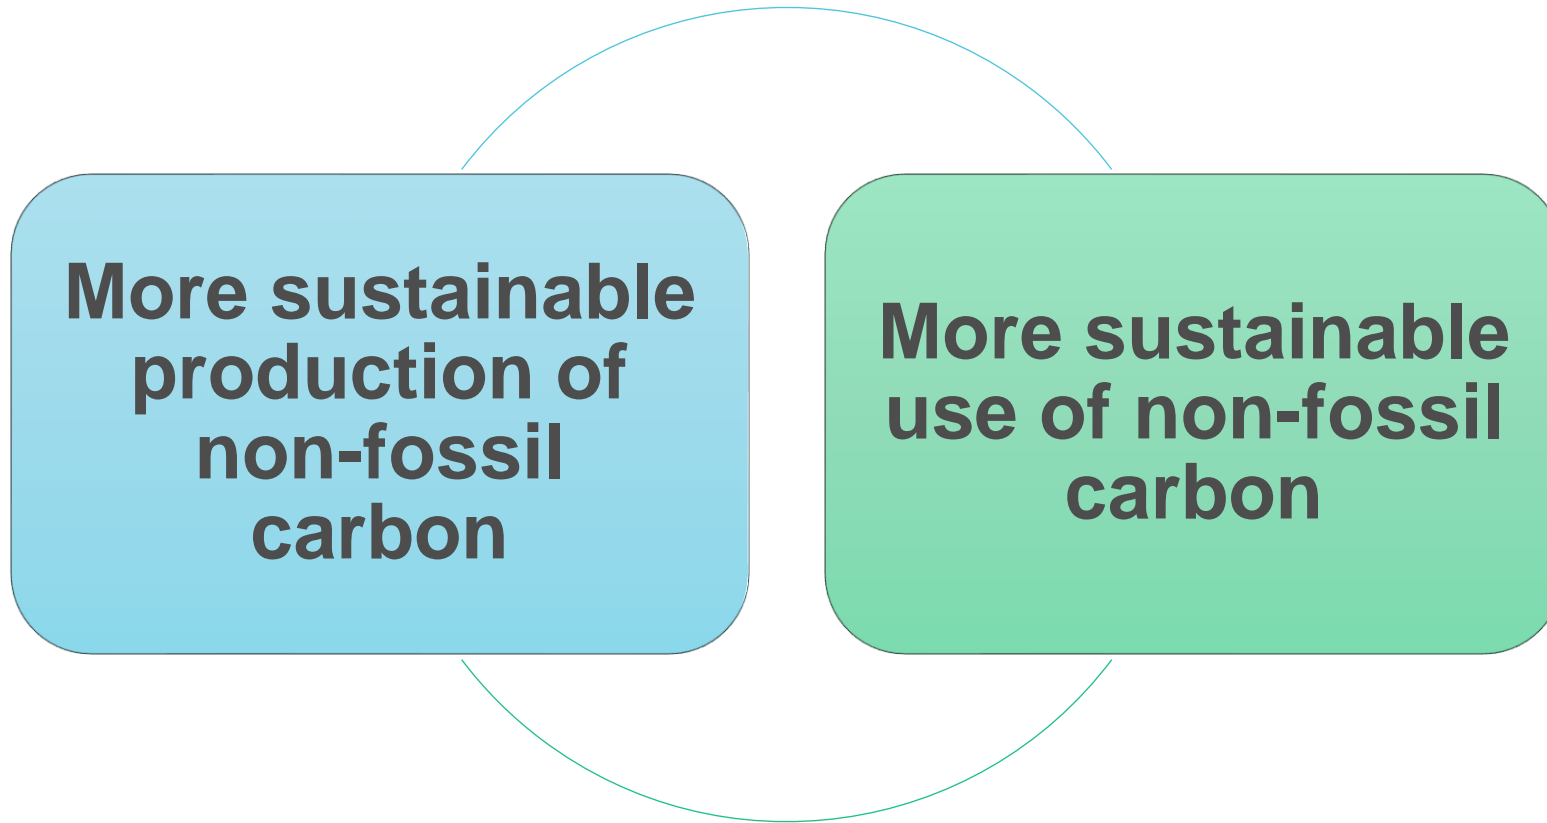 More sustainable
production of
non-fossil
carbon
More sustainable
use of non-fossil
carbon